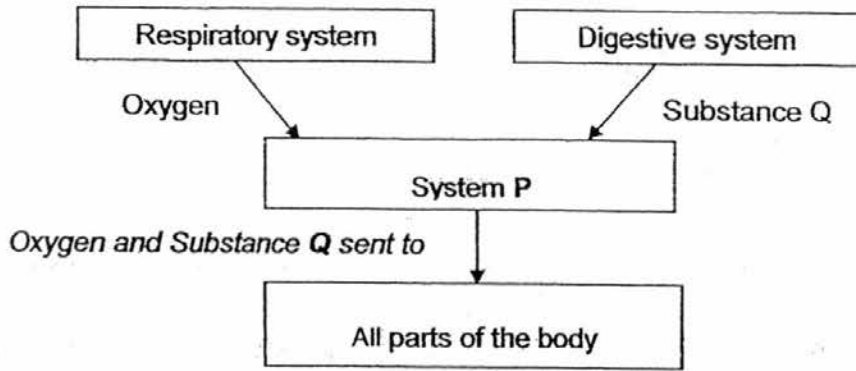 Respiratory system
Digestive system
Oxygen
Substance Q
System P
Oxygen and Substance Q sent to
All parts of the body